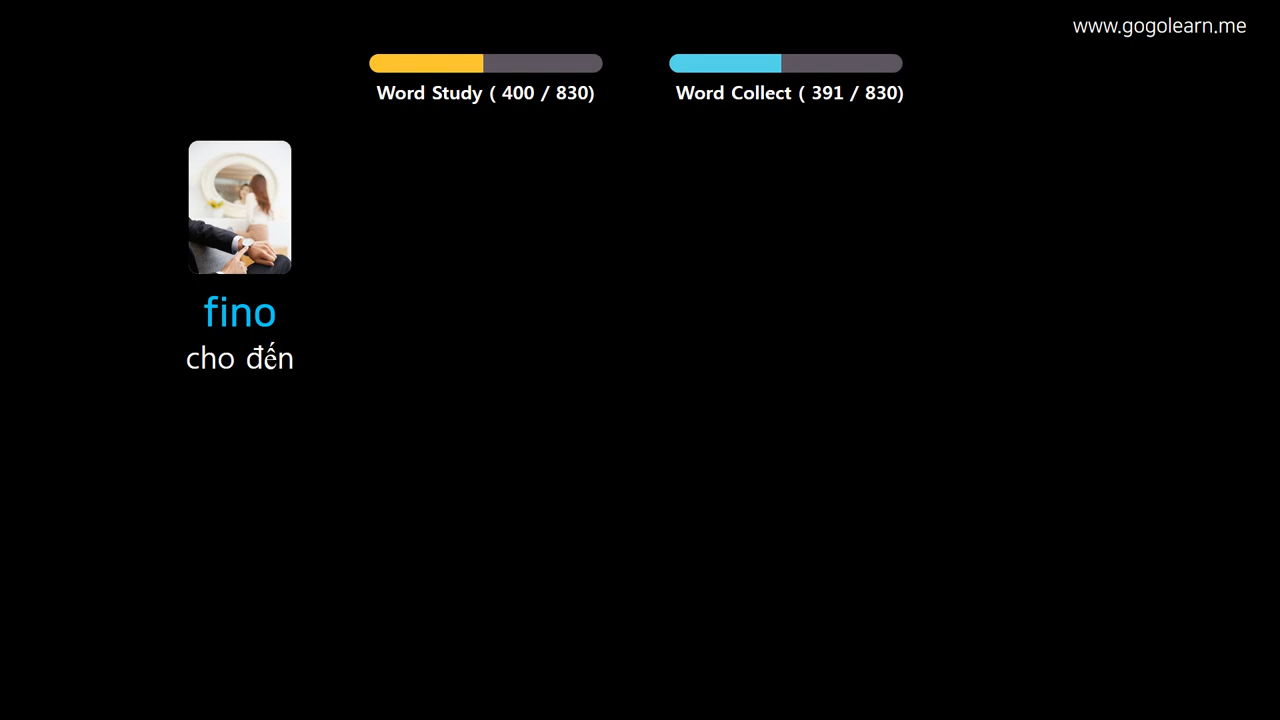 www.gogolearn.me
Word Study ( 400 / 830)
Word Collect ( 391 / 830)
fino
cho đến